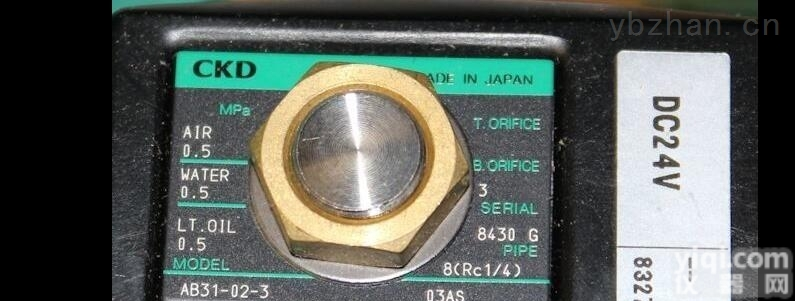 CKD
ADE IN JAPAN
MPa
AIR
0.5
WATER
0.5
LT.OIL
0.5
MODEL
AB31-02-3
T.ORIFICE
B.ORIFICE
3
SERIAL
8430 G
PIPE
8(Rc1/4)
03AS
DC24V
ybzhan.cn
yiqi.com
仪器网